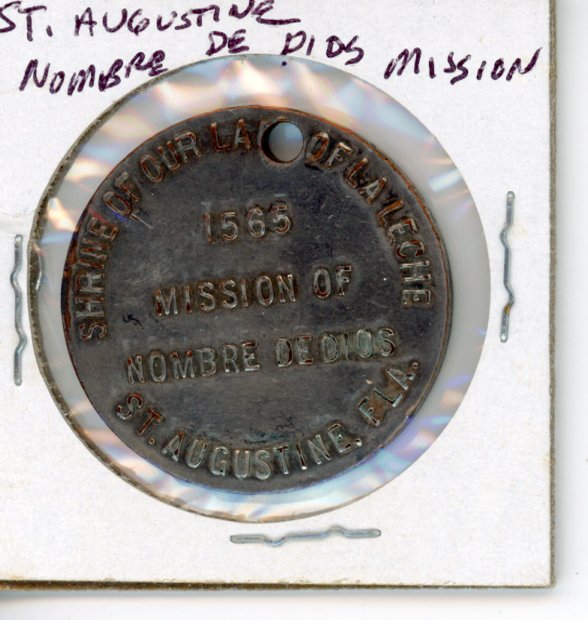 ST. AUGUSTINE
NOMBRE DE DIOS MISSION
SHRINE OF OUR LA OF LA LECHE
1565
MISSION OF
NOMBRE DE DIOS
ST. AUGUSTINE, FLA.